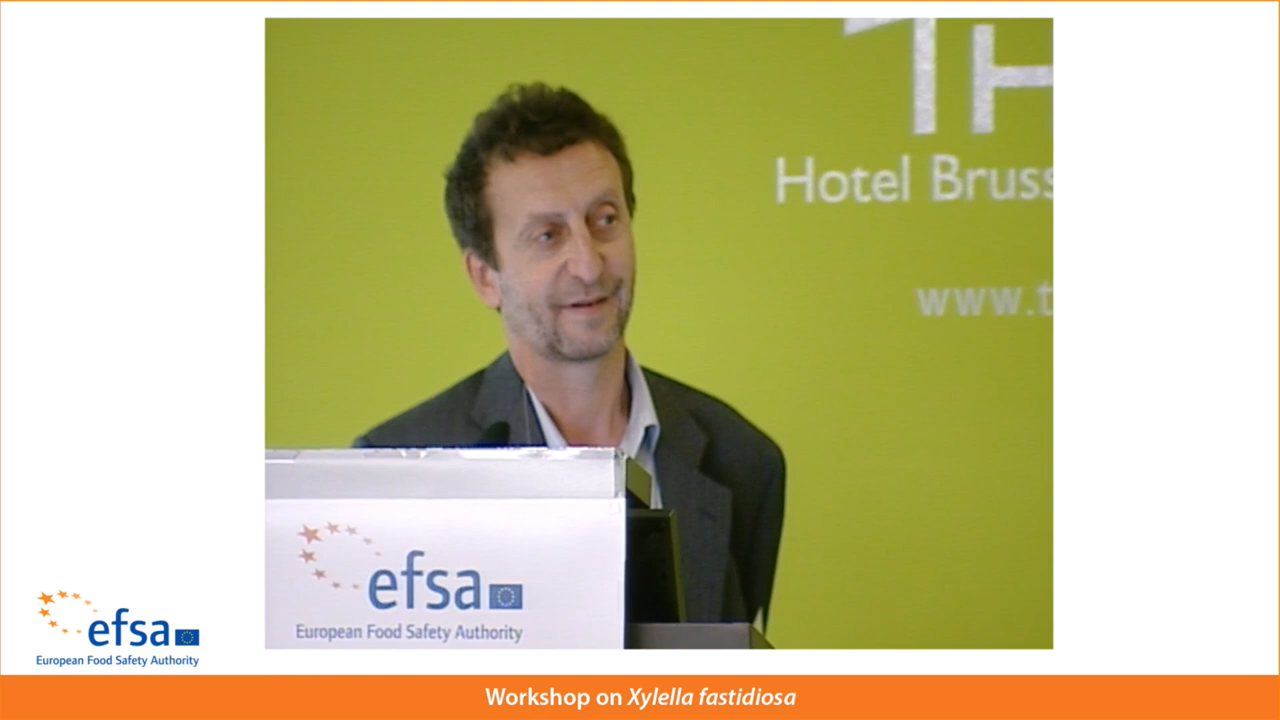 Hotel Bruss
www.t
efsa
European Food Safety Authority
efsa
European Food Safety Authority
Workshop on Xylella fastidiosa